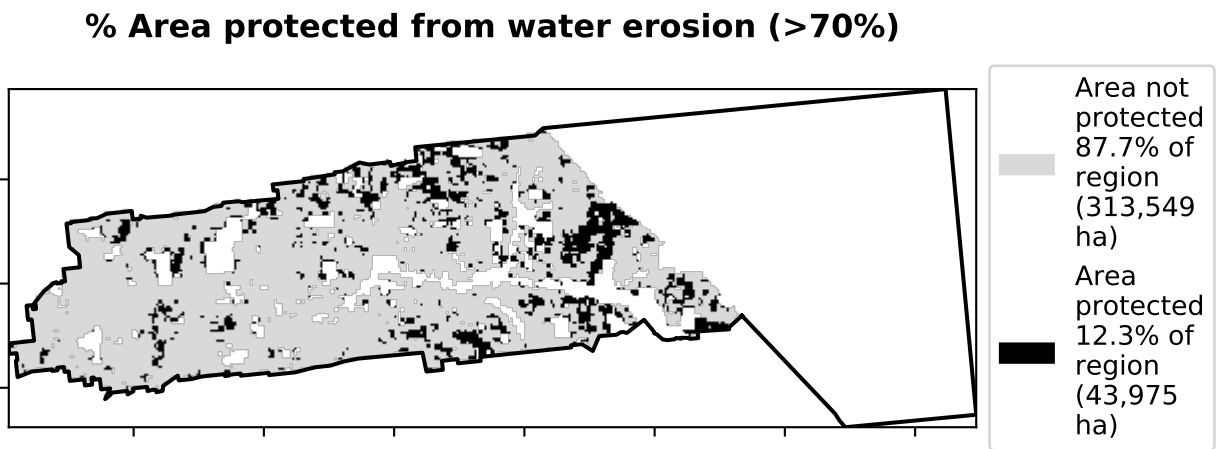 % Area protected from water erosion (>70%)
Area not
protected
87.7% of
region
(313,549
ha)
Area
protected
12.3% of
region
(43,975
ha)